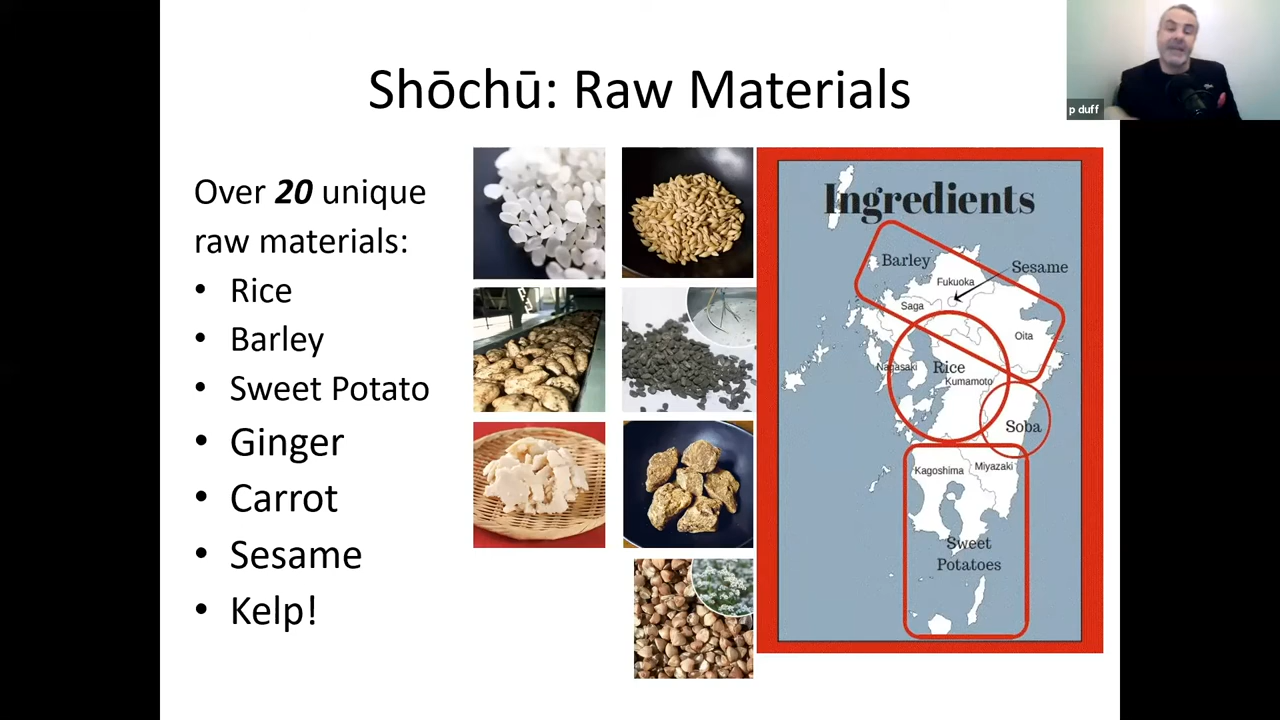 Shōchū: Raw Materials
p duff
Over 20 unique
raw materials:
• Rice
• Barley
• Sweet Potato
• Ginger
• Carrot
• Sesame
• Kelp!
Ingredients
Barley
Sesame
Fukuoka
Saga
Oita
Nagasaki
Rice
Kumamoto
Soba
Kagoshima
Miyazaki
Sweet
Potatoes